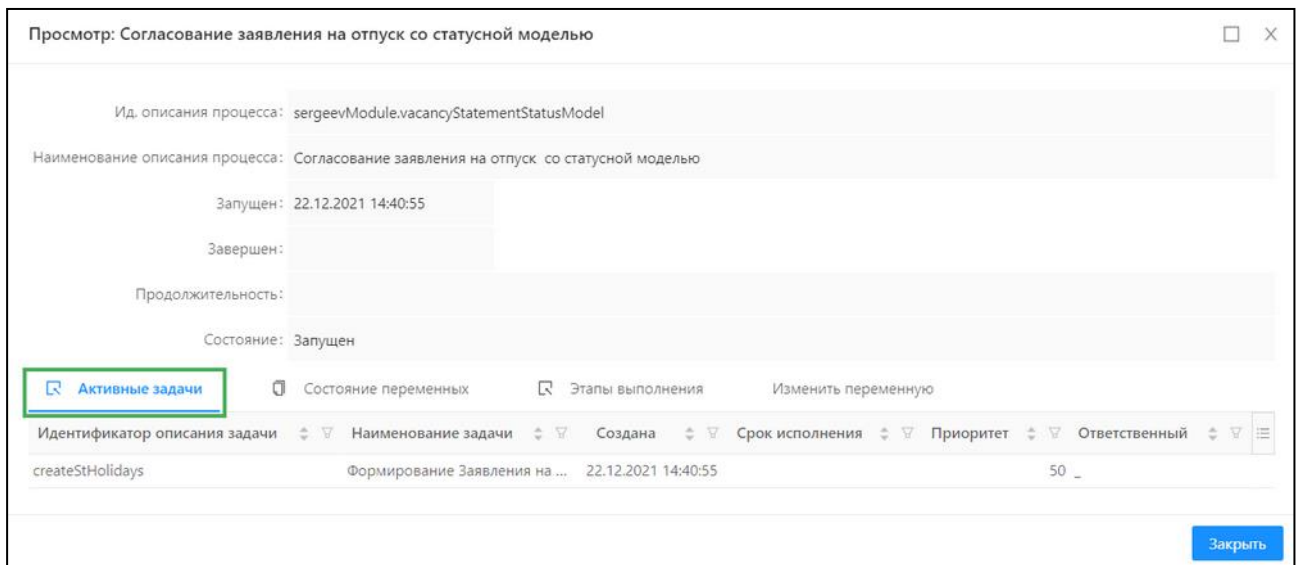 Просмотр: Согласование заявления на отпуск со статусной моделью
Ид. описания процесса: sergeevModule.vacancyStatementStatusModel
Наименование описания процесса: Согласование заявления на отпуск со статусной моделью
Запущен: 22.12.2021 14:40:55
Завершен:
Продолжительность:
Состояние: Запущен
Активные задачи Состояние переменных Этапы выполнения Изменить переменную
Идентификатор описания задачи Наименование задачи Создана Срок исполнения Приоритет Ответственный
createStHolidays Формирование Заявления на ... 22.12.2021 14:40:55 50 _
Закрыть